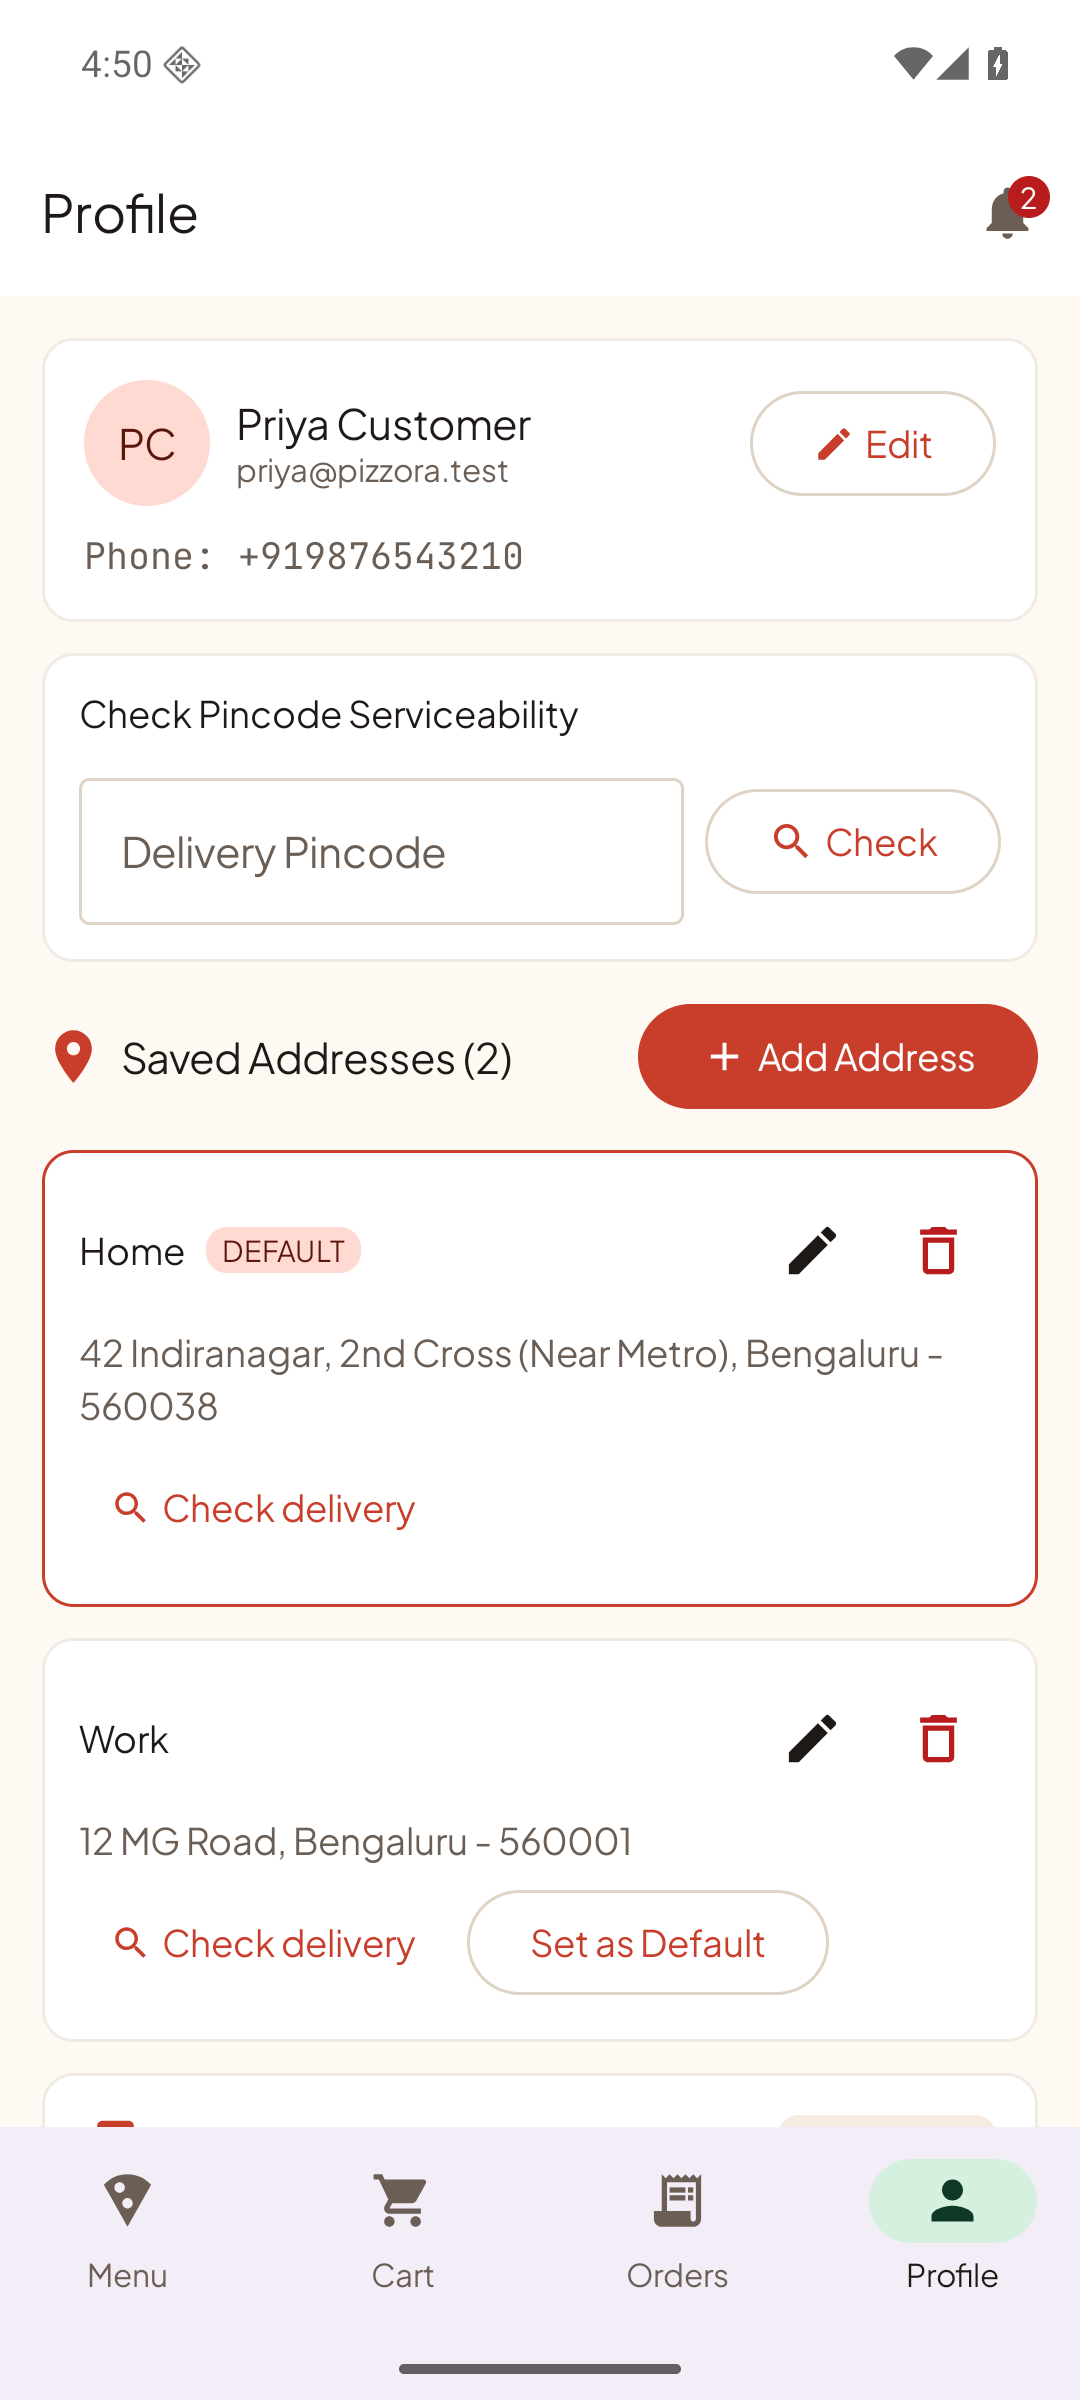 4:50
Profile
2
PC
Priya Customer
priya@pizzora.test
Edit
Phone: +919876543210
Check Pincode Serviceability
Delivery Pincode
Check
Saved Addresses (2)
+ Add Address
Home
DEFAULT
42 Indiranagar, 2nd Cross (Near Metro), Bengaluru -
560038
Check delivery
Work
12 MG Road, Bengaluru - 560001
Check delivery
Set as Default
Menu
Cart
Orders
Profile